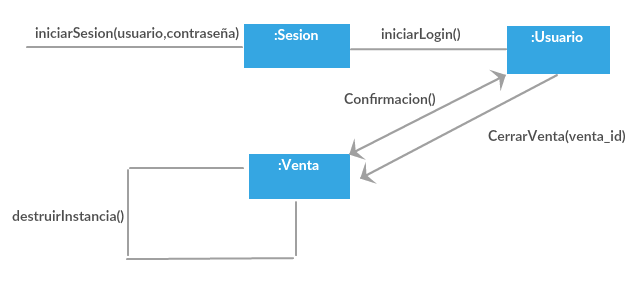 iniciarSesion(usuario,contraseña)
:Sesion
iniciarLogin()
:Usuario
Confirmacion()
CerrarVenta(venta_id)
:Venta
destruirInstancia()